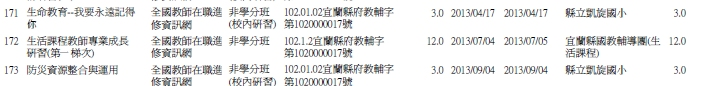 171 生命教育--我要永遠記得 全國教師在職進 非學分班 102.01.02宜蘭縣府教輔字 3.0 2013/04/17 2013/04/17 縣立凱旋國小 3.0
你 修資訊網 (校內研習) 第1020000017號
172 生活課程教師專業成長 全國教師在職進 非學分班 102.1.2宜蘭縣府教輔字 12.0 2013/07/04 2013/07/05 宜蘭縣國教輔導團(生 12.0
研習(第一梯次) 修資訊網 第1020000017號 活課程)
173 防災資源整合與運用 全國教師在職進 非學分班 102.01.02宜蘭縣府教輔字 3.0 2013/09/04 2013/09/04 縣立凱旋國小 3.0
修資訊網 (校內研習) 第1020000017號